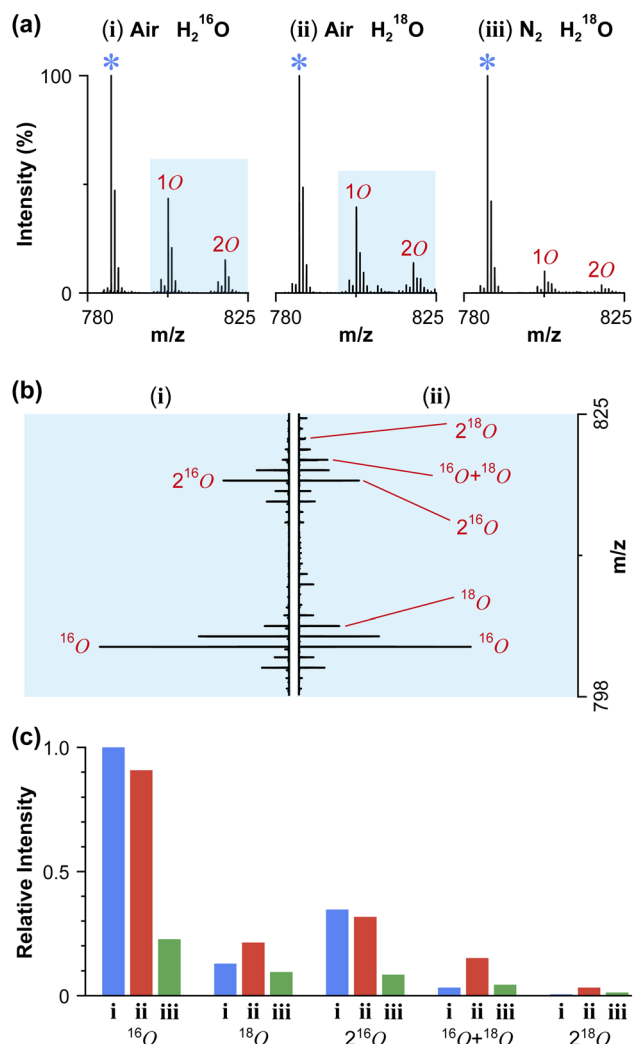 (a)
(i) Air H₂¹⁶O
(ii) Air H₂¹⁸O
(iii) N₂ H₂¹⁸O
*
*
*
100
Intensity (%)
0
1O
2O
1O
2O
1O
2O
780
825
780
825
780
825
m/z
m/z
m/z
(b)
(i)
(ii)
825
2¹⁸O
¹⁶O+¹⁸O
2¹⁶O
2¹⁶O
m/z
¹⁸O
¹⁶O
¹⁶O
798
(c)
1.0
0.5
0
Relative Intensity
i ii iii
i ii iii
i ii iii
i ii iii
i ii iii
¹⁶O
¹⁸O
2¹⁶O
¹⁶O+¹⁸O
2¹⁸O